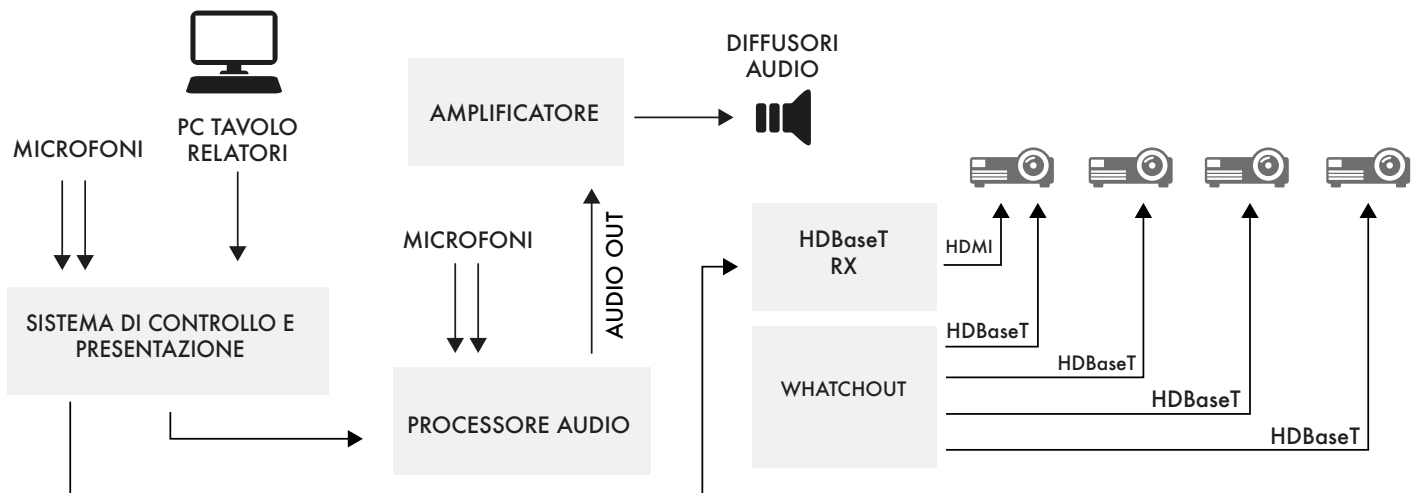 MICROFONI
PC TAVOLO
RELATORI
SISTEMA DI CONTROLLO E
PRESENTAZIONE
AMPLIFICATORE
DIFFUSORI
AUDIO
MICROFONI
AUDIO OUT
PROCESSORE AUDIO
HDBaseT
RX
WHATCHOUT
HDMI
HDBaseT
HDBaseT
HDBaseT
HDBaseT